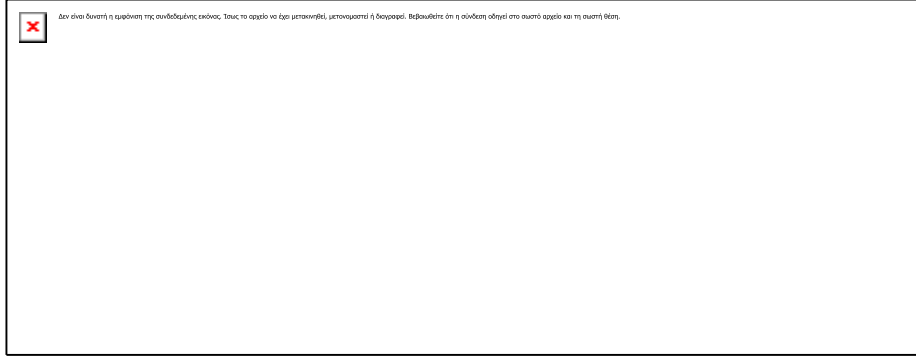 Δεν είναι δυνατή η εμφάνιση της συνδεδεμένης εικόνας. Ίσως το αρχείο να έχει μετακινηθεί, μετονομαστεί ή διαγραφεί. Βεβαιωθείτε ότι η σύνδεση οδηγεί στο σωστό αρχείο και τη σωστή θέση.